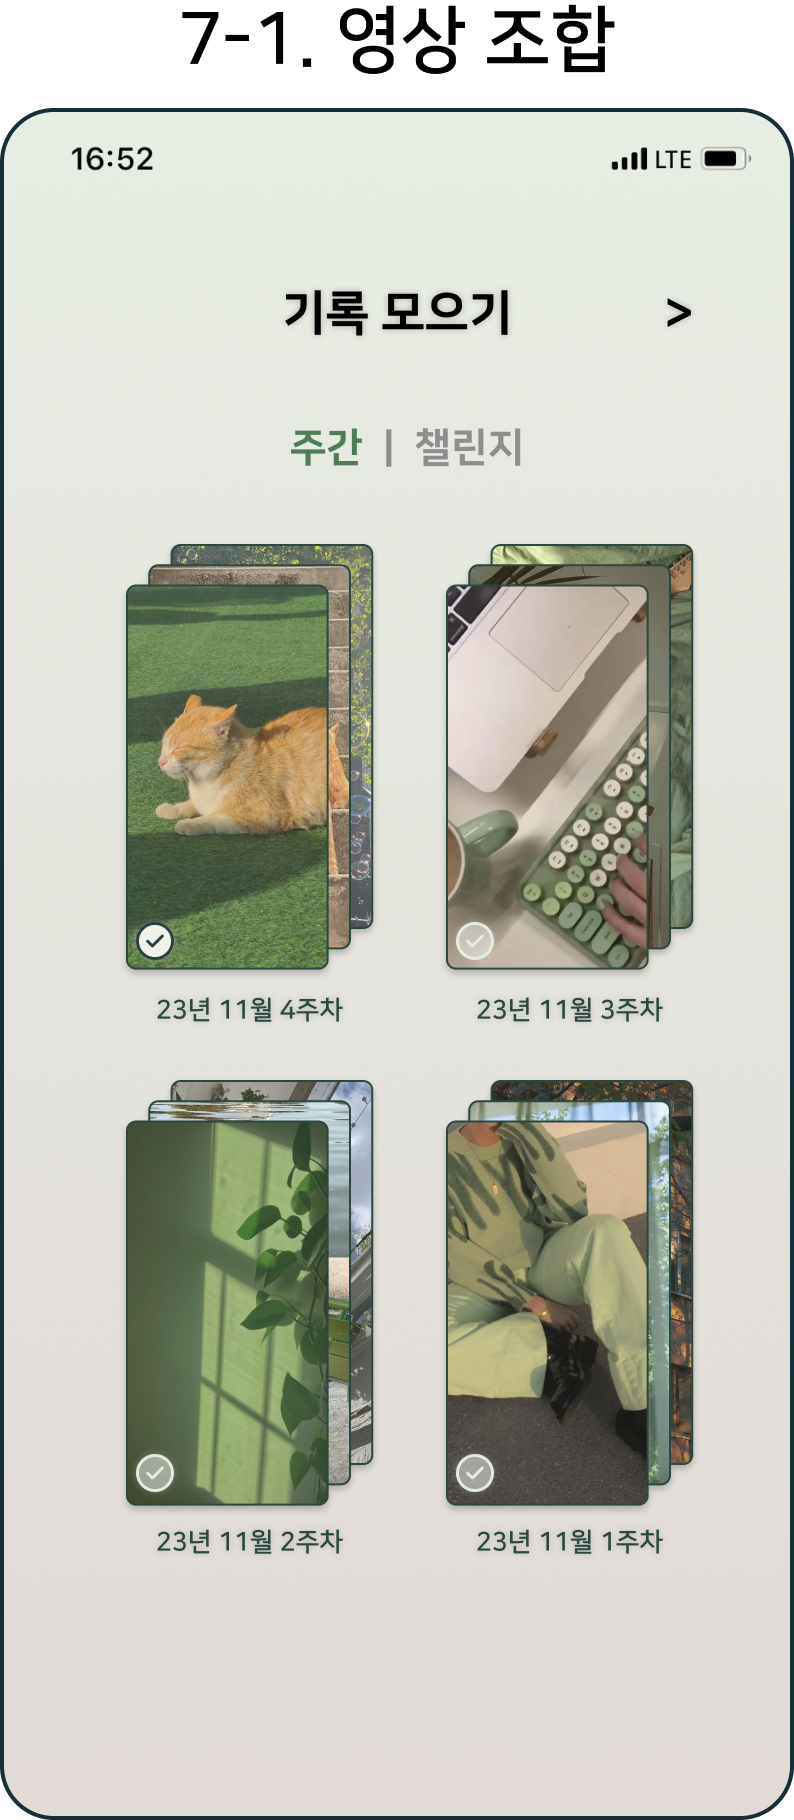 7-1. 영상 조합
16:52 LTE
기록 모으기 >
주간 | 챌린지
23년 11월 4주차 23년 11월 3주차
23년 11월 2주차 23년 11월 1주차